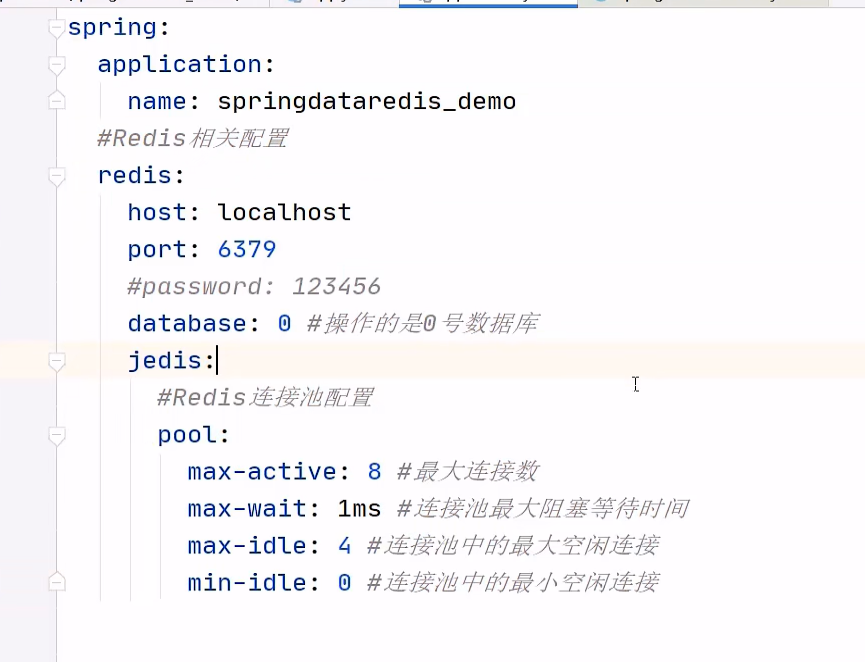 spring:
  application:
    name: springdataredis_demo
  #Redis相关配置
  redis:
    host: localhost
    port: 6379
    #password: 123456
    database: 0 #操作的是0号数据库
    jedis:
      #Redis连接池配置
      pool:
        max-active: 8 #最大连接数
        max-wait: 1ms #连接池最大阻塞等待时间
        max-idle: 4 #连接池中的最大空闲连接
        min-idle: 0 #连接池中的最小空闲连接